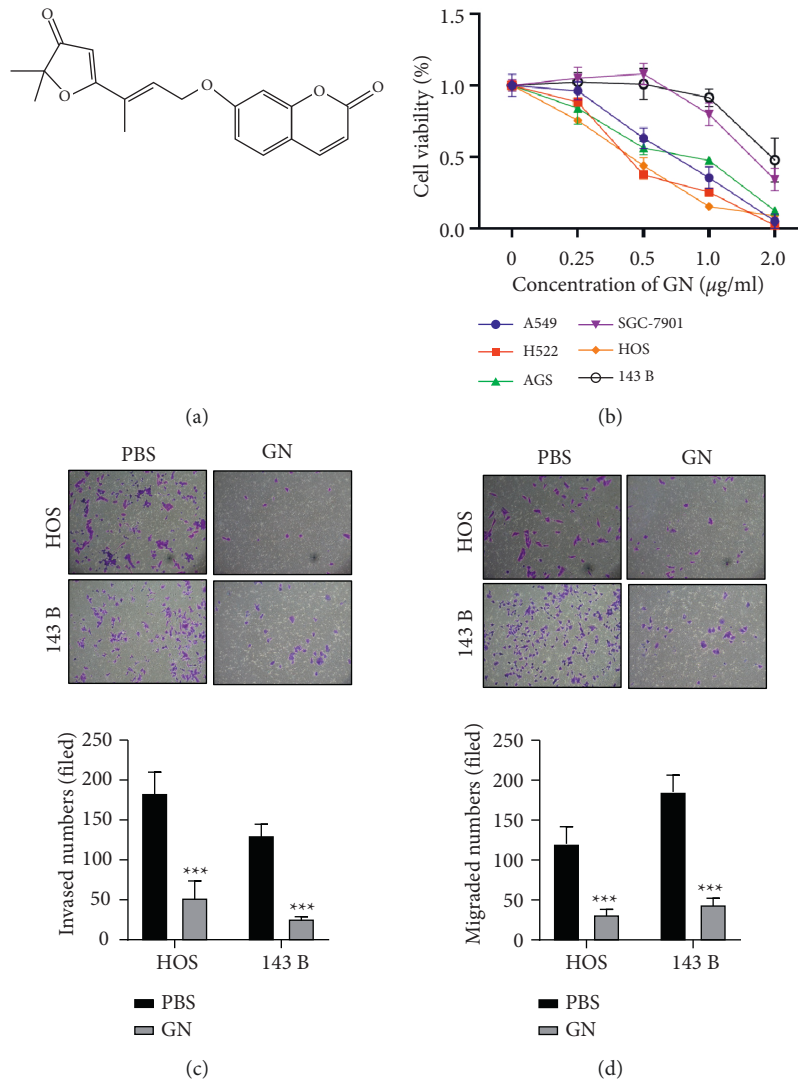 O
O
O
O
O
(a)
1.5
1.0
0.5
0.0
Cell viability (%)
0 0.25 0.5 1.0 2.0
Concentration of GN (µg/ml)
A549 SGC-7901
H522 HOS
AGS 143 B
(b)
PBS GN
HOS
143 B
250
200
150
100
50
0
Invased numbers (filed)
***
***
HOS 143 B
PBS
GN
(c)
PBS GN
HOS
143 B
250
200
150
100
50
0
Migraded numbers (filed)
***
***
HOS 143 B
PBS
GN
(d)